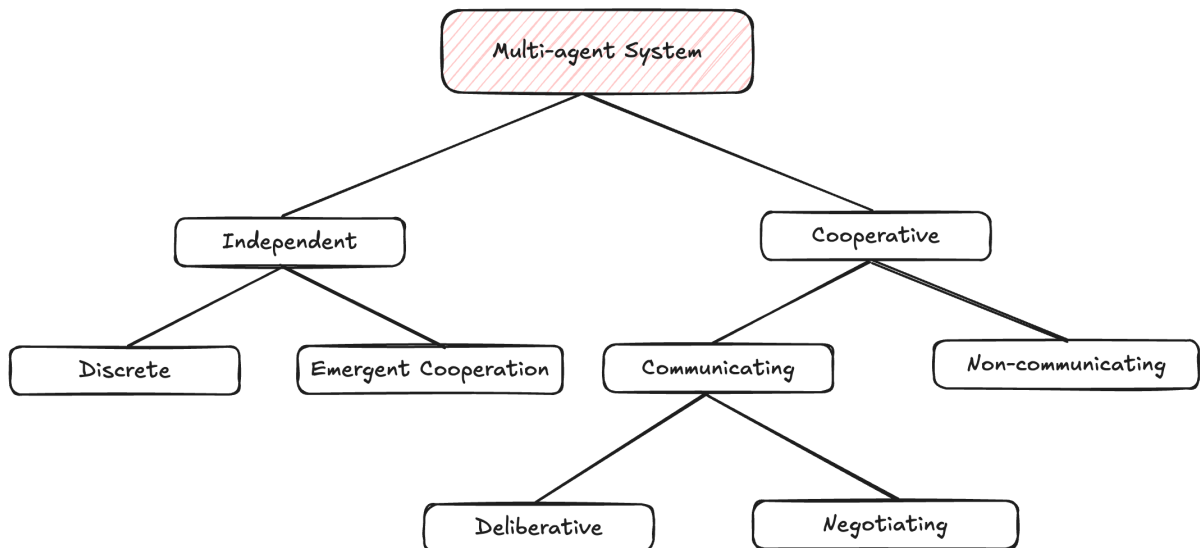 Multi-agent System
Independent
Cooperative
Discrete
Emergent Cooperation
Communicating
Non-communicating
Deliberative
Negotiating